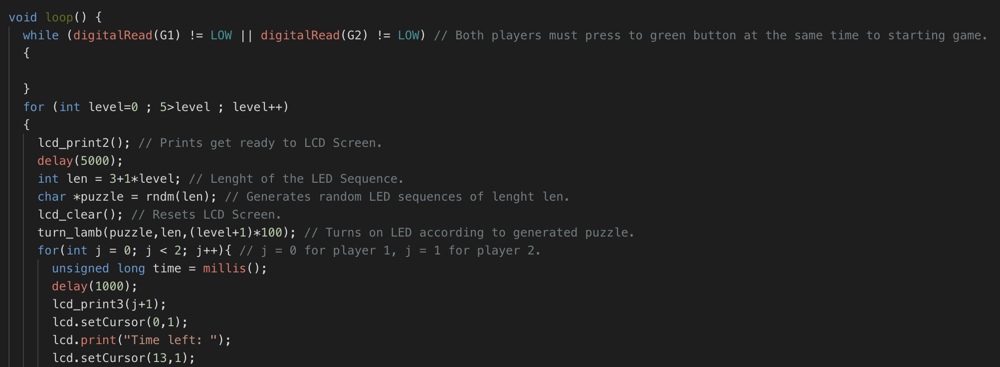 void loop() {
while (digitalRead(G1) != LOW || digitalRead(G2) != LOW) // Both players must press to green button at the same time to starting game.
{
}
for (int level=0 ; 5>level ; level++)
{
lcd_print2(); // Prints get ready to LCD Screen.
delay(5000);
int len = 3+1*level; // Lenght of the LED Sequence.
char *puzzle = rndm(len); // Generates random LED sequences of lenght len.
lcd_clear(); // Resets LCD Screen.
turn_lamb(puzzle,len,(level+1)*100); // Turns on LED according to generated puzzle.
for(int j = 0; j < 2; j++){ // j = 0 for player 1, j = 1 for player 2.
unsigned long time = millis();
delay(1000);
lcd_print3(j+1);
lcd.setCursor(0,1);
lcd.print("Time left: ");
lcd.setCursor(13,1);